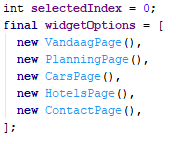 int selectedIndex = 0;
final widgetOptions = [
  new VandaagPage(),
  new PlanningPage(),
  new CarsPage(),
  new HotelsPage(),
  new ContactPage(),
];